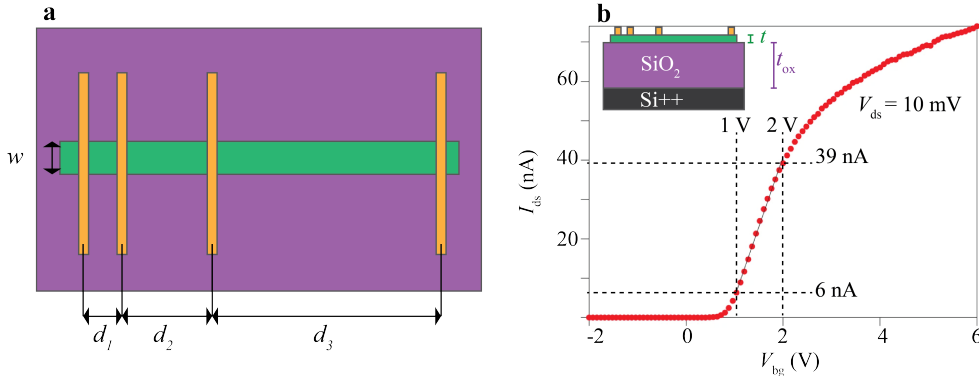 a
w
d1
d2
d3
b
t
tox
SiO2
Si++
Vds = 10 mV
1 V
2 V
39 nA
6 nA
Ids (nA)
60
40
20
-2
0
2
4
6
Vbg (V)